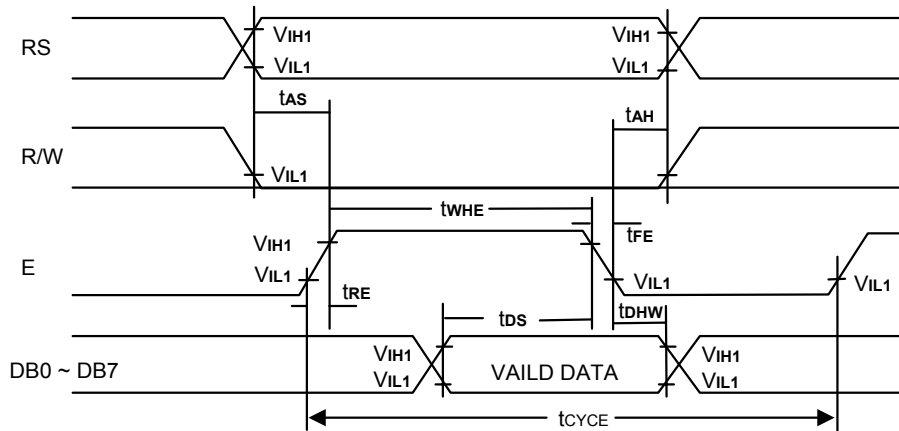 RS
VIH1
VIH1
VIL1
VIL1
tAS
tAH
R/W
VIL1
tWHE
tFE
VIH1
E
VIL1
VIL1
VIL1
tRE
tDS
tDHW
VIH1
VIH1
DB0 ~ DB7
VAILD DATA
VIL1
VIL1
tCYCE